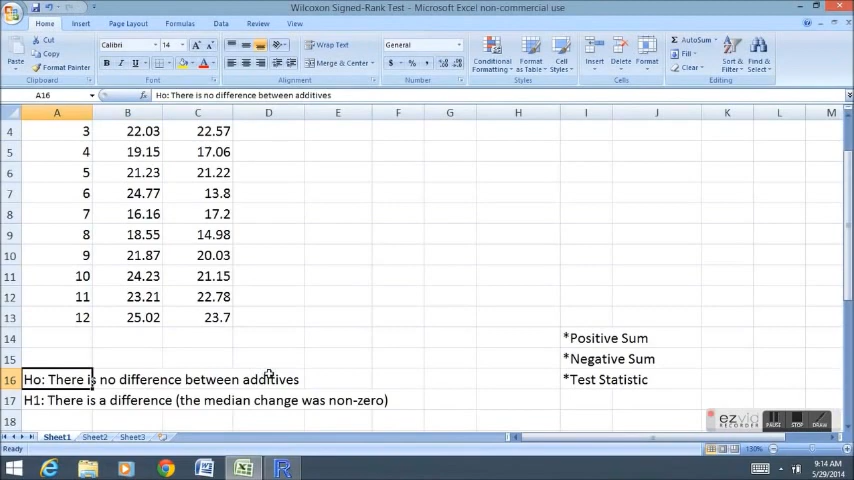 Wilcoxon Signed-Rank Test - Microsoft Excel non-commercial use
Home Insert Page Layout Formulas Data Review View
Paste
Cut
Copy
Format Painter
Clipboard
Calibri 14
B I U
Font
Wrap Text
Merge & Center
Alignment
General
$ % ,
Number
Conditional Formatting
Format as Table
Cell Styles
Styles
Insert Delete Format
Cells
AutoSum
Fill
Clear
Sort & Filter
Find & Select
Editing
A16 fx Ho: There is no difference between additives
A B C D E F G H I J K L M
4 3 22.03 22.57
5 4 19.15 17.06
6 5 21.23 21.22
7 6 24.77 13.8
8 7 16.16 17.2
9 8 18.55 14.98
10 9 21.87 20.03
11 10 24.23 21.15
12 11 23.21 22.78
13 12 25.02 23.7
14 *Positive Sum
15 *Negative Sum
16 Ho: There is no difference between additives *Test Statistic
17 H1: There is a difference (the median change was non-zero)
18
ezvid
RECORDER
PAUSE STOP DRAW
Sheet1 Sheet2 Sheet3
Ready 130%
9:14 AM
5/29/2014